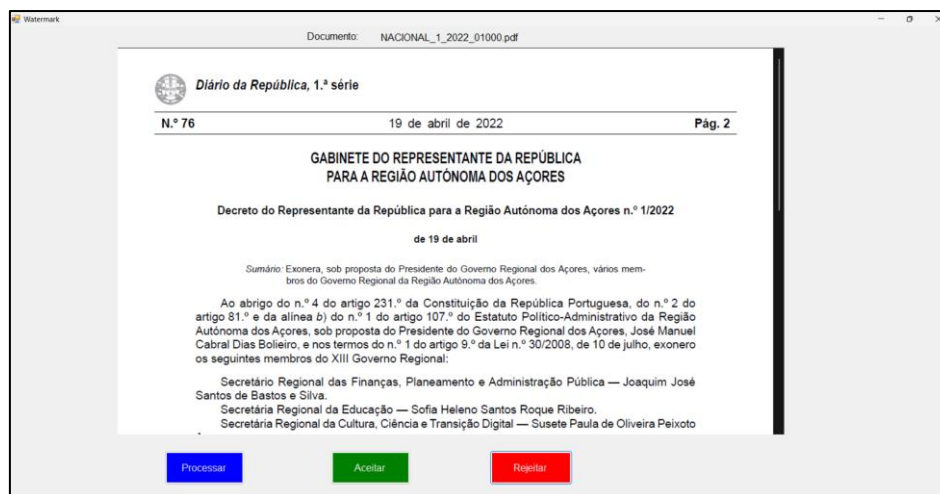 Watermark
Documento: NACIONAL_1_2022_01000.pdf
Diário da República, 1.ª série
N.º 76 19 de abril de 2022 Pág. 2
GABINETE DO REPRESENTANTE DA REPÚBLICA
PARA A REGIÃO AUTÓNOMA DOS AÇORES
Decreto do Representante da República para a Região Autónoma dos Açores n.º 1/2022
de 19 de abril
Sumário: Exonera, sob proposta do Presidente do Governo Regional dos Açores, vários mem-
bros do Governo Regional da Região Autónoma dos Açores.
Ao abrigo do n.º 4 do artigo 231.º da Constituição da República Portuguesa, do n.º 2 do
artigo 81.º e da alínea b) do n.º 1 do artigo 107.º do Estatuto Político-Administrativo da Região
Autónoma dos Açores, sob proposta do Presidente do Governo Regional dos Açores, José Manuel
Cabral Dias Bolieiro, e nos termos do n.º 1 do artigo 9.º da Lei n.º 30/2008, de 10 de julho, exonero
os seguintes membros do XIII Governo Regional:
Secretário Regional das Finanças, Planeamento e Administração Pública — Joaquim José
Santos de Bastos e Silva.
Secretária Regional da Educação — Sofia Heleno Santos Roque Ribeiro.
Secretária Regional da Cultura, Ciência e Transição Digital — Susete Paula de Oliveira Peixoto
Processar Aceitar Rejeitar